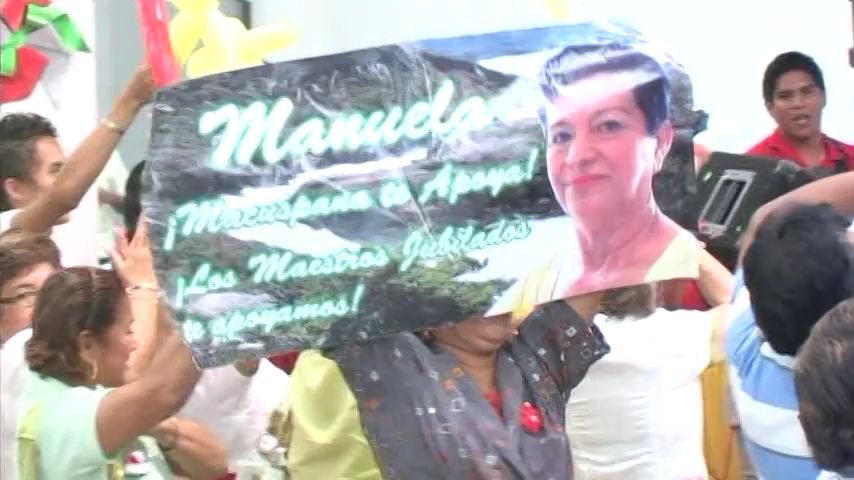 Manuela
¡Macuspana te Apoya!
¡Los Maestros Jubilados
te apoyamos!